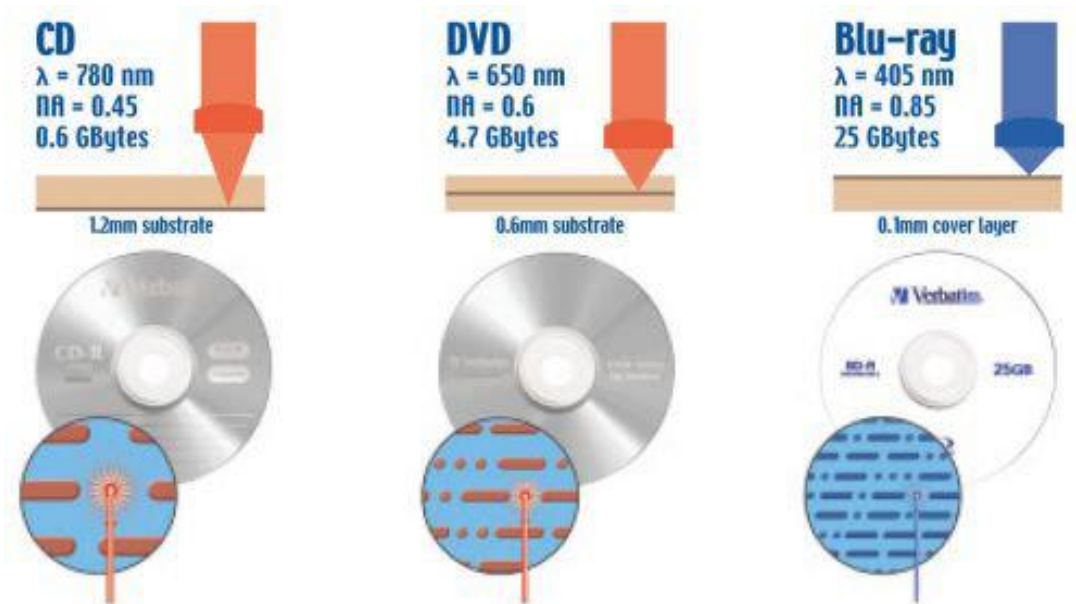 CD
λ = 780 nm
NA = 0.45
0.6 GBytes
1.2mm substrate
DVD
λ = 650 nm
NA = 0.6
4.7 GBytes
0.6mm substrate
Blu-ray
λ = 405 nm
NA = 0.85
25 GBytes
0.1mm cover layer
Verbatim
CD-R
Verbatim
Verbatim
BD-R
25GB